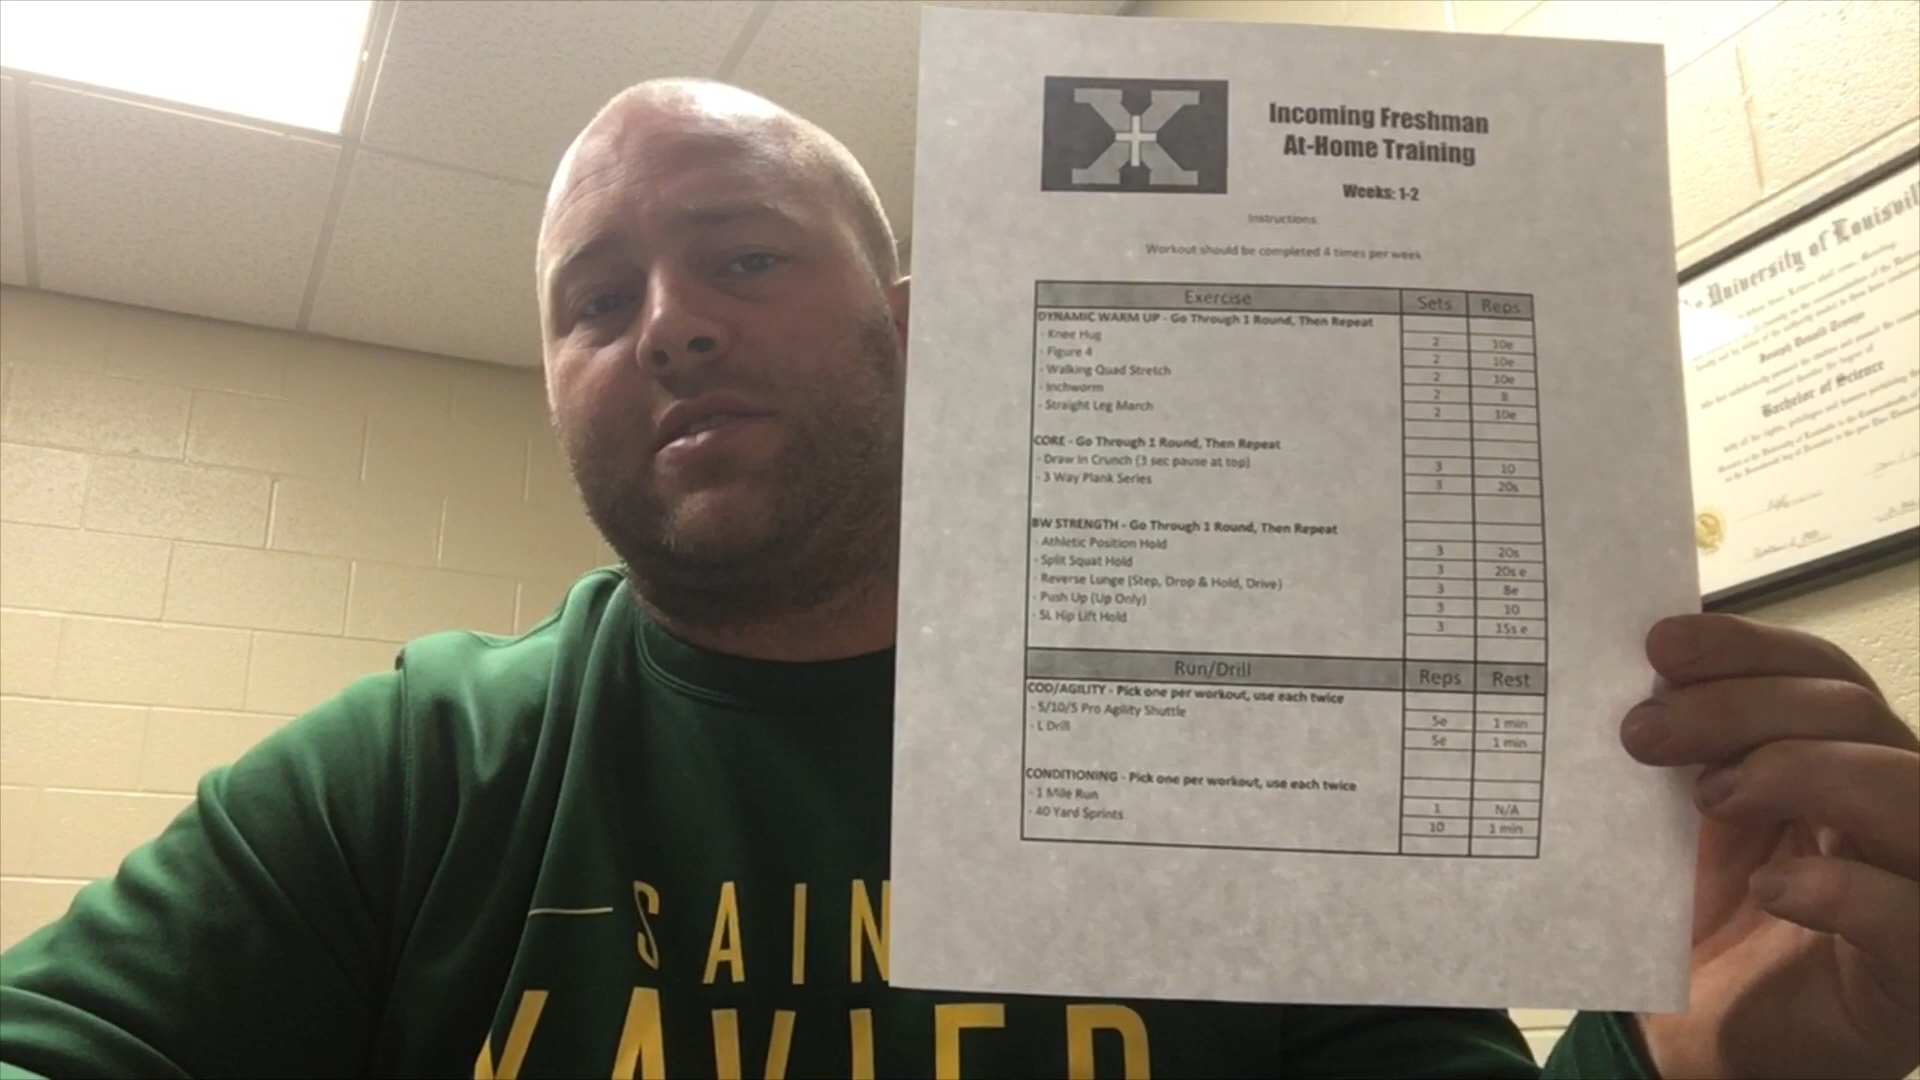 X
Incoming Freshman
At-Home Training
Weeks: 1-2
Instructions:
Workout should be completed 4 times per week
Exercise Sets Reps
DYNAMIC WARM UP - Go Through 1 Round, Then Repeat
- Knee Hug 2 10e
- Figure 4 2 10e
- Walking Quad Stretch 2 10e
- Inchworm 2 8
- Straight Leg March 2 10e
CORE - Go Through 1 Round, Then Repeat
- Draw In Crunch (3 sec pause at top) 3 10
- 3 Way Plank Series 3 20s
BW STRENGTH - Go Through 1 Round, Then Repeat
- Athletic Position Hold 3 20s
- Split Squat Hold 3 20s e
- Reverse Lunge (Step, Drop & Hold, Drive) 3 8e
- Push Up (Up Only) 3 10
- SL Hip Lift Hold 3 15s e
Run/Drill Reps Rest
COD/AGILITY - Pick one per workout, use each twice
- 5/10/5 Pro Agility Shuttle 5e 1 min
- L Drill 5e 1 min
CONDITIONING - Pick one per workout, use each twice
- 1 Mile Run 1 N/A
- 40 Yard Sprints 10 1 min
SAIN
XAVIER
University of Louisvill
Bachelor of Science